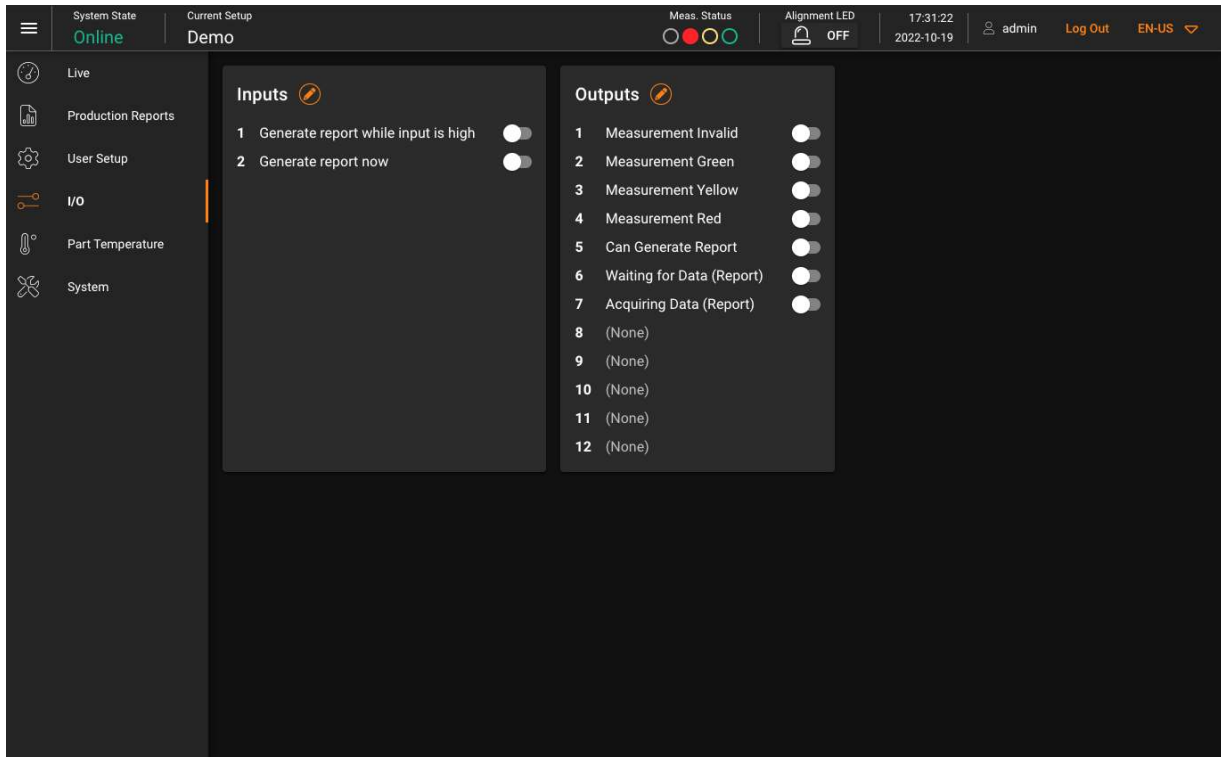 System State
Online
Current Setup
Demo
Meas. Status
Alignment LED
OFF
17:31:22
2022-10-19
admin
Log Out
EN-US
Live
Production Reports
User Setup
I/O
Part Temperature
System
Inputs
1 Generate report while input is high
2 Generate report now
Outputs
1 Measurement Invalid
2 Measurement Green
3 Measurement Yellow
4 Measurement Red
5 Can Generate Report
6 Waiting for Data (Report)
7 Acquiring Data (Report)
8 (None)
9 (None)
10 (None)
11 (None)
12 (None)